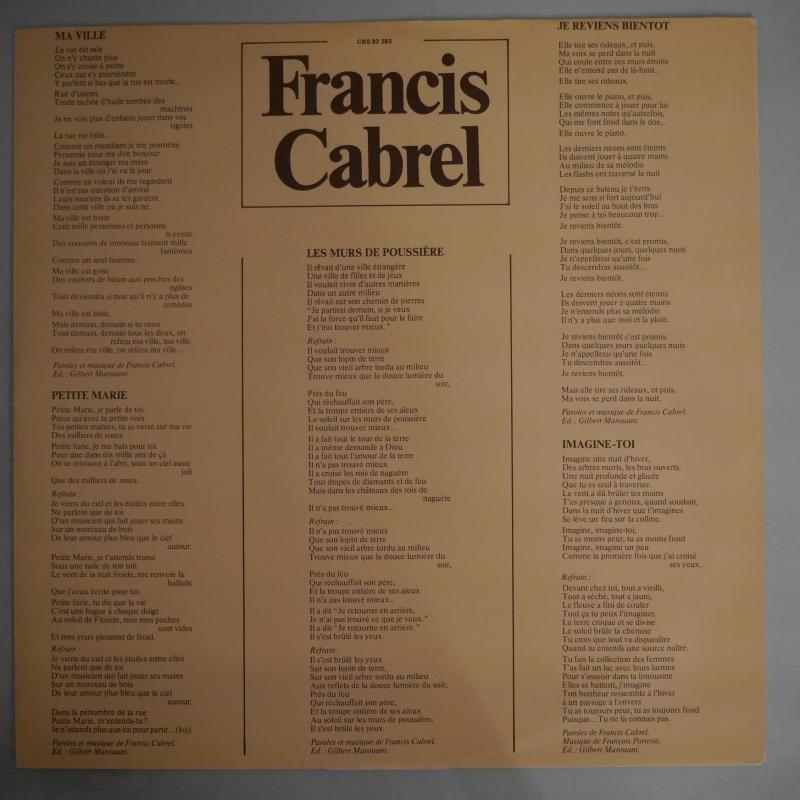 MA VILLE
La rue est sale
On n'y chante plus
On s'y croise à peine
Ceux qui s'y promènent
Y parlent si bas que la rue est morte...
Rue d'usines
Toute tachée d'huile tombée des
machines
Je ne vois plus d'enfants jouer dans vos
rigoles
La rue est folle...
Comme un mendiant je me promène
Personne pour me dire bonjour
Je suis un étranger ma mère
Dans la ville où j'ai vu le jour.
Comme un voleur ils me regardent
Il n'est pas question d'amitié
Leurs sourires ils se les gardent
Dans cette ville où je suis né.
Ma ville est triste
Cent mille personnes et personne
n'existe
Des courants de monnaie traînent mille
fantômes
Comme un seul homme.
Ma ville est grise
Des couloirs de béton aux porches des
églises
Tout deviendra si noir qu'il n'y a plus de
remèdes
Ma ville est laide.
Mais demain, demain si tu veux
Tout demain, demain tous les deux, on
refera ma ville, ma ville.
On refera ma ville, on refera ma ville...
Paroles et musique de Francis Cabrel.
Ed. : Gilbert Marouani.
PETITE MARIE
Petite Marie, je parle de toi
Parce qu'avec ta petite voix
Tes petites manies, tu as versé sur ma vie
Des milliers de roses.
Petite furie, je me bats pour toi
Pour que dans dix mille ans de çà
On se retrouve à l'abri, sous un ciel aussi
joli
Que des milliers de roses.
Refrain :
Je viens du ciel et les étoiles entre elles
Ne parlent que de toi
D'un musicien qui fait jouer ses mains
Sur un morceau de bois
De leur amour plus bleu que le ciel
autour.
Petite Marie, je t'attends transi
Sous une tuile de ton toit
Le vent de la nuit froide, me renvoie la
ballade
Que j'avais écrite pour toi.
Petite furie, tu dis que la vie
C'est une bague à chaque doigt
Au soleil de Floride, moi mes poches
sont vides
Et mes yeux pleurent de froid.
Refrain :
Je viens du ciel et les étoiles entre elles
Ne parlent que de toi
D'un musicien qui fait jouer ses mains
Sur un morceau de bois
De leur amour plus bleu que le ciel
autour.
Dans la pénombre de ta rue
Petite Marie, m'entends-tu ?
Je n'attends plus que toi pour partir... (bis).
Paroles et musique de Francis Cabrel.
Ed. : Gilbert Marouani.
CBS 82 263
Francis
Cabrel
LES MURS DE POUSSIÈRE
Il rêvait d'une ville étrangère
Une ville de filles et de jeux
Il voulait vivre d'autres manières
Dans un autre milieu
Il rêvait sur son chemin de pierres
"Je partirai demain, si je veux
J'ai la force qu'il faut pour le faire
Et j'irai trouver mieux."
Refrain :
Il voulait trouver mieux
Que son lopin de terre
Que son vieil arbre tordu au milieu
Trouve mieux que la douce lumière du
soir,
Près du feu
Qui réchauffait son père,
Et la troupe entière de ses aïeux
Le soleil sur les murs de poussière
Il voulait trouver mieux...
Il a fait tout le tour de la terre
Il a même demandé à Dieu
Il a fait tout l'amour de la terre
Il n'a pas trouvé mieux
Il a croisé les rois de naguère
Tout drapés de diamants et de feu
Mais dans les châteaux des rois de
naguère
Il n'a pas trouvé mieux...
Refrain :
Il n'a pas trouvé mieux
Que son lopin de terre
Que son vieil arbre tordu au milieu
Trouve mieux que la douce lumière du
soir,
Près du feu
Qui réchauffait son père,
Et la troupe entière de ses aïeux
Il n'a pas trouvé mieux...
Il a dit "Je retourne en arrière,
Je n'ai pas trouvé ce que je veux."
Il a dit "Je retourne en arrière."
Il s'est brûlé les yeux.
Refrain :
Il s'est brûlé les yeux
Sur son lopin de terre,
Sur son vieil arbre tordu au milieu
Aux reflets de la douce lumière du soir,
Près du feu
Qui réchauffait son père,
Et la troupe entière de ses aïeux
Au soleil sur les murs de poussière,
Il s'est brûlé les yeux.
Paroles et musique de Francis Cabrel.
Ed. : Gilbert Marouani.
JE REVIENS BIENTOT
Elle tire ses rideaux, et puis,
Ma voix se perd dans la nuit
Qui coule entre ces murs étroits
Elle n'entend pas de là-haut...
Elle tire ses rideaux.
Elle ouvre le piano, et puis,
Elle commence à jouer pour lui
Les mêmes notes qu'autrefois,
Qui me font froid dans le dos...
Elle ouvre le piano.
Les derniers néons sont éteints
Ils doivent jouer à quatre mains
Au milieu de sa mélodie
Les flashs ont traversé la nuit
Depuis ce bateau je t'écris
Je me sens si fort aujourd'hui
J'ai le soleil au bout des bras
Je pense à toi beaucoup trop...
Je reviens bientôt.
Je reviens bientôt, c'est promis,
Dans quelques jours, quelques nuits
Je n'appellerai qu'une fois
Tu descendras aussitôt...
Je reviens bientôt.
Les derniers néons sont éteints
Ils doivent jouer à quatre mains
Je n'entends plus sa mélodie
Il n'y a plus que moi et la pluie.
Je reviens bientôt c'est promis
Dans quelques jours quelques nuits
Je n'appellerai qu'une fois
Tu descendras aussitôt...
Je reviens bientôt.
Mais elle tire ses rideaux, et puis,
Ma voix se perd dans la nuit.
Paroles et musique de Francis Cabrel.
Ed. : Gilbert Marouani.
IMAGINE-TOI
Imagine une nuit d'hiver,
Des arbres morts, les bras ouverts.
Une nuit profonde et glacée
Que tu es seul à traverser.
Le vent a dû brûler tes mains
T'es presque à genoux, quand soudain,
Dans la nuit d'hiver que t'imagines
Se lève un feu sur la colline.
Imagine, imagine-toi,
Tu as moins peur, tu as moins froid
Imagine, imagine un peu
Comme la première fois que j'ai croisé
ses yeux...
Refrain :
Devant chez toi, tout a vieilli,
Tout a séché, tout a jauni,
Le fleuve a fini de couler
Tout ça tu peux l'imaginer.
La terre craque et se divise
Le soleil brûle ta chemise
Tu crois que tout va disparaître
Quand tu entends une source naître.
Tu fais la collection des femmes
T'as fait un lac avec leurs larmes
Pour s'asseoir dans ta limousine
Elles se battent, j'imagine
Ton bonheur ressemble à l'hiver
à un paysage à l'envers
Tu as toujours peur, tu as toujours froid
Puisque... Tu ne la connais pas.
Paroles de Francis Cabrel.
Musique de François Porterie.
Ed. : Gilbert Marouani.